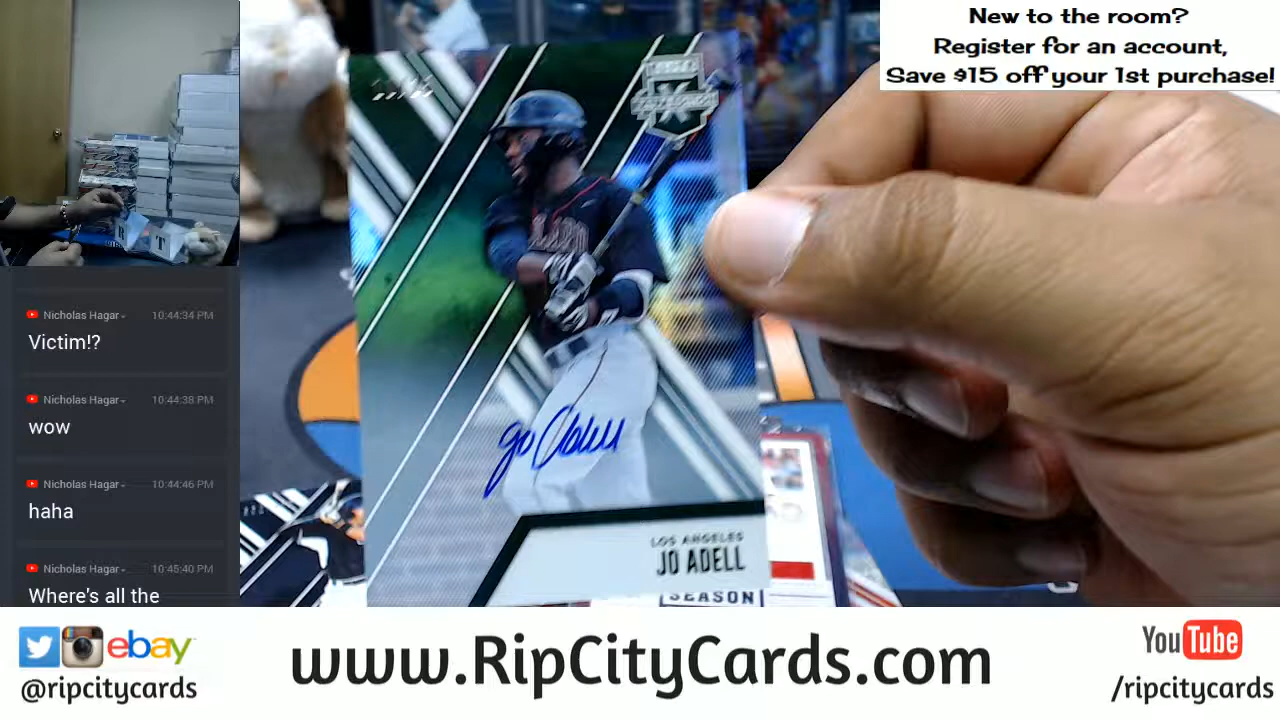 New to the room?
Register for an account,
Save $15 off your 1st purchase!
Nicholas Hagar
10:44:34 PM
Victim!?
Nicholas Hagar
10:44:38 PM
wow
Nicholas Hagar
10:44:46 PM
haha
Nicholas Hagar
10:45:40 PM
Where's all the
Jo Adell
LOS ANGELES
JO ADELL
SEASON
ebay
@ripcitycards
www.RipCityCards.com
YouTube
/ripcitycards